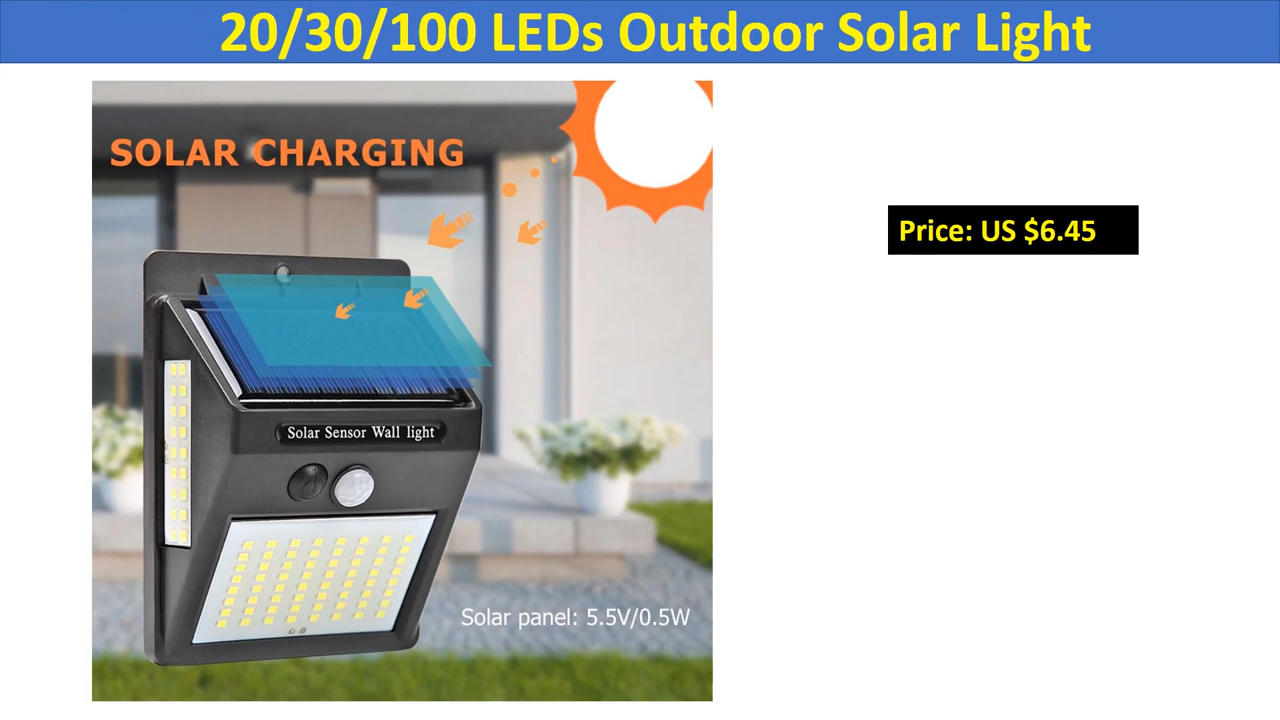 20/30/100 LEDs Outdoor Solar Light
SOLAR CHARGING
Price: US $6.45
Solar Sensor Wall light
Solar panel: 5.5V/0.5W